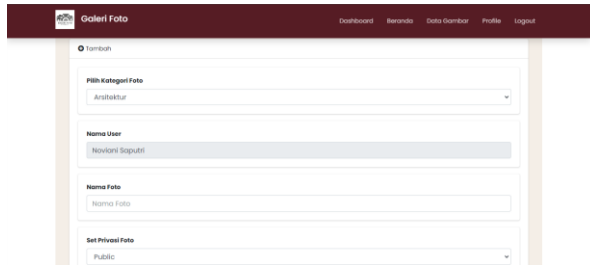 Galeri Foto
Dashboard Beranda Data Gambar Profile Logout
Tambah
Pilih Kategori Foto
Arsitektur
Nama User
Noviani Saputri
Nama Foto
Nama Foto
Set Privasi Foto
Public